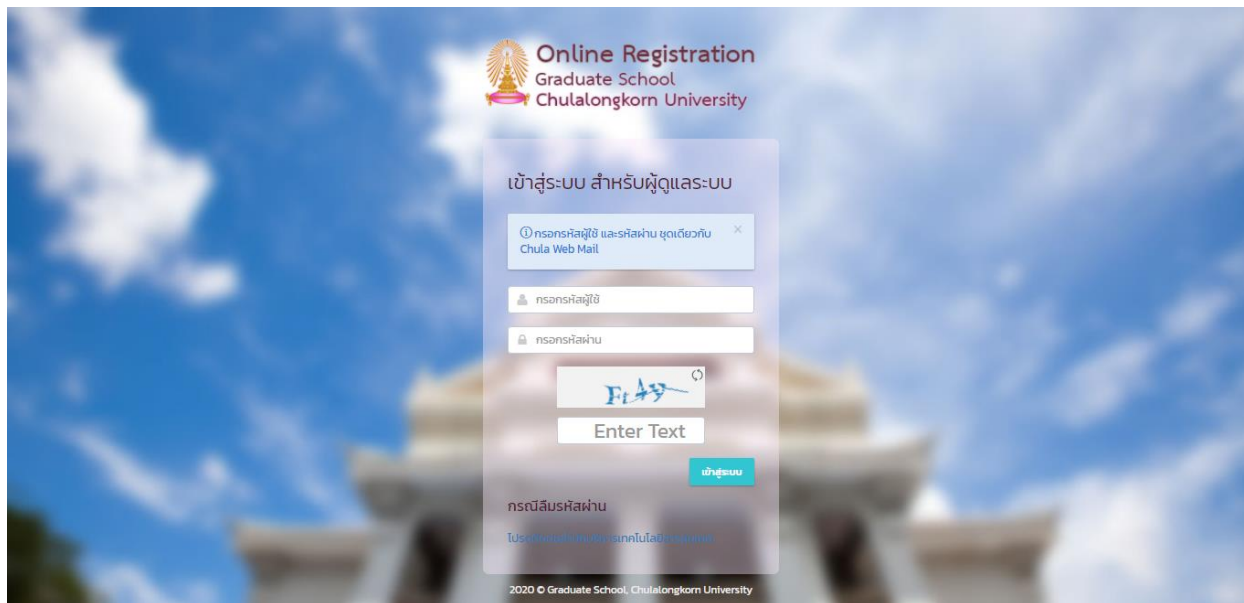 Online Registration
Graduate School
Chulalongkorn University
เข้าสู่ระบบ สำหรับผู้ดูแลระบบ
กรอกรหัสผู้ใช้ และรหัสผ่าน ชุดเดียวกับ ×
Chula Web Mail
กรอกรหัสผู้ใช้
กรอกรหัสผ่าน
Enter Text
เข้าสู่ระบบ
กรณีลืมรหัสผ่าน
2020 © Graduate School, Chulalongkorn University